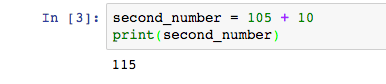 In [3]: second_number = 105 + 10
print(second_number)
115